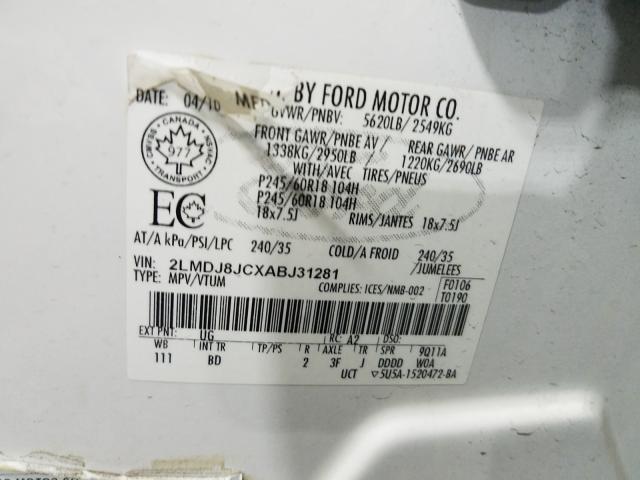 BY FORD MOTOR CO.
DATE: 04/10
GVWR/PNBV: 5620LB/2549KG
FRONT GAWR/PNBE AV/ REAR GAWR/PNBE AR
1338KG/2950LB 1220KG/2690LB
WITH/AVEC TIRES/PNEUS
P245/60R18 104H
P245/60R18 104H
18x7.5J RIMS/JANTES 18x7.5J
CANADA
977
TRANSPORT
EC
AT/A kPa/PSI/LPC 240/35 COLD/A FROID 240/35
/JUMELEES
VIN: 2LMDJ8JCXABJ31281
TYPE: MPV/VTUM COMPLIES: ICES/NMB-002
F0106
T0190
EXT PNT: UG RC: A2 DSO:
WB INT TR TP/PS R AXLE TR SPR 9Q11A
111 BD 2 3F J DDDD WOA
UCT 5U5A-1520472-BA